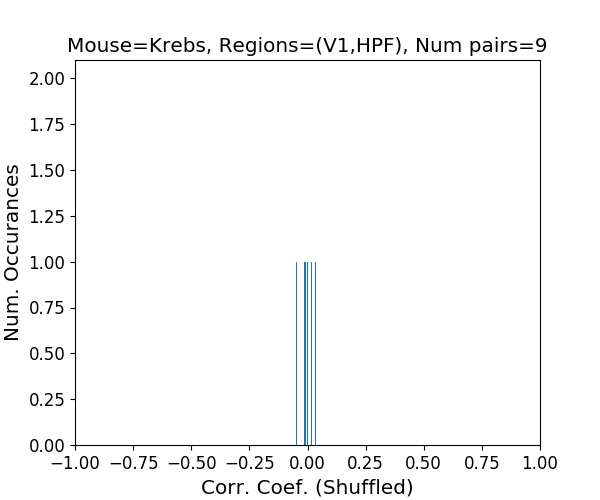 Mouse=Krebs, Regions=(V1,HPF), Num pairs=9
2.00
1.75
1.50
1.25
1.00
0.75
0.50
0.25
0.00
Num. Occurances
−1.00 −0.75 −0.50 −0.25 0.00 0.25 0.50 0.75 1.00
Corr. Coef. (Shuffled)